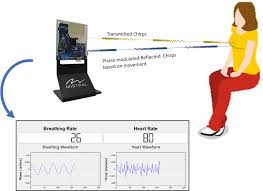 Transmitted Chirps
Phase modulated Reflected Chirps
based on movement
MISTRAL
Breathing Rate
Heart Rate
26
80
Breathing Waveform
Heart Waveform